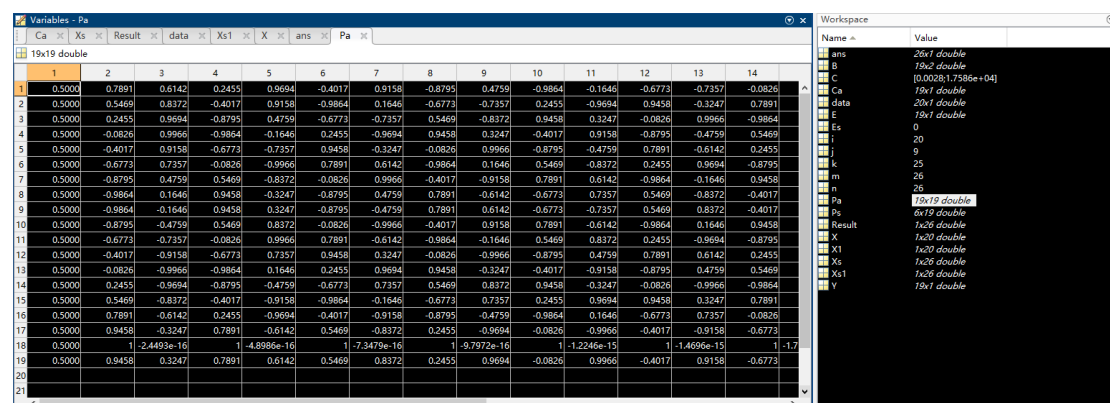 Variables - Pa
Ca Xs Result data Xs1 X ans Pa
19x19 double
1 2 3 4 5 6 7 8 9 10 11 12 13 14
1 0.5000 0.7891 0.6142 0.2455 0.9694 -0.4017 0.9158 -0.8795 0.4759 -0.9864 -0.1646 -0.6773 -0.7357 -0.0826
2 0.5000 0.5469 0.8372 -0.4017 0.9158 -0.9864 0.1646 -0.6773 -0.7357 0.2455 -0.9694 0.9458 -0.3247 0.7891
3 0.5000 0.2455 0.9694 -0.8795 0.4759 -0.6773 -0.7357 0.5469 -0.8372 0.9458 0.3247 -0.0826 0.9966 -0.9864
4 0.5000 -0.0826 0.9966 -0.9864 -0.1646 0.2455 -0.9694 0.9458 0.3247 -0.4017 0.9158 -0.8795 -0.4759 0.5469
5 0.5000 -0.4017 0.9158 -0.6773 -0.7357 0.9458 -0.3247 -0.0826 0.9966 -0.8795 0.4759 0.7891 -0.6142 0.2455
6 0.5000 -0.6773 0.7357 -0.0826 -0.9966 0.7891 0.6142 -0.9864 0.1646 0.5469 -0.8372 0.2455 0.9694 -0.8795
7 0.5000 -0.8795 0.4759 0.5469 -0.8372 -0.0826 0.9966 -0.4017 -0.9158 0.7891 0.6142 -0.9864 -0.1646 0.9458
8 0.5000 -0.9864 0.1646 0.9458 -0.3247 -0.8795 0.4759 0.7891 -0.6142 -0.6773 0.7357 0.5469 -0.8372 -0.4017
9 0.5000 -0.9864 -0.1646 0.9458 0.3247 -0.8795 -0.4759 0.7891 0.6142 -0.6773 -0.7357 0.5469 0.8372 -0.4017
10 0.5000 -0.8795 -0.4759 0.5469 0.8372 -0.0826 -0.9966 -0.4017 0.9158 0.7891 -0.6142 -0.9864 0.1646 0.9458
11 0.5000 -0.6773 -0.7357 -0.0826 0.9966 0.7891 -0.6142 -0.9864 -0.1646 0.5469 0.8372 0.2455 -0.9694 -0.8795
12 0.5000 -0.4017 -0.9158 -0.6773 0.7357 0.9458 0.3247 -0.0826 -0.9966 -0.8795 -0.4759 0.7891 0.6142 0.2455
13 0.5000 -0.0826 -0.9966 -0.9864 0.1646 0.2455 0.9694 0.9458 -0.3247 -0.4017 -0.9158 -0.8795 0.4759 0.5469
14 0.5000 0.2455 -0.9694 -0.8795 -0.4759 -0.6773 0.7357 0.5469 0.8372 0.9458 -0.3247 -0.0826 -0.9966 -0.9864
15 0.5000 0.5469 -0.8372 -0.4017 -0.9158 -0.9864 -0.1646 -0.6773 0.7357 0.2455 0.9694 0.9458 0.3247 0.7891
16 0.5000 0.7891 -0.6142 0.2455 -0.9694 -0.4017 -0.9158 -0.8795 -0.4759 -0.9864 0.1646 -0.6773 0.7357 -0.0826
17 0.5000 0.9458 -0.3247 0.7891 -0.6142 0.5469 -0.8372 0.2455 -0.9694 -0.0826 -0.9966 -0.4017 -0.9158 -0.6773
18 0.5000 1 -2.4493e-16 1 -4.8986e-16 1 -7.3479e-16 1 -9.7972e-16 1 -1.2246e-15 1 -1.4696e-15 1 -1.7
19 0.5000 0.9458 0.3247 0.7891 0.6142 0.5469 0.8372 0.2455 0.9694 -0.0826 0.9966 -0.4017 0.9158 -0.6773
20
21
Workspace
Name Value
ans 26x1 double
B 19x2 double
C [0.0028;1.7586e+04]
Ca 19x1 double
data 20x1 double
E 19x1 double
Es 0
i 20
j 9
k 25
m 26
n 26
Pa 19x19 double
Ps 6x19 double
Result 1x26 double
X 1x20 double
X1 1x20 double
Xs 1x26 double
Xs1 1x26 double
Y 19x1 double